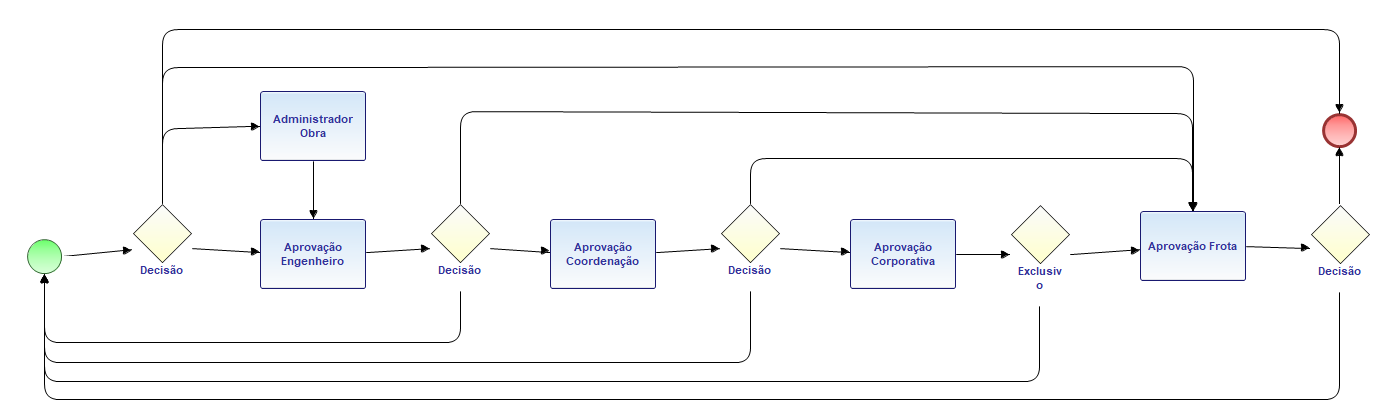 Administrador
Obra
Decisão
Aprovação
Engenheiro
Decisão
Aprovação
Coordenação
Decisão
Aprovação
Corporativa
Exclusiv
o
Aprovação Frota
Decisão